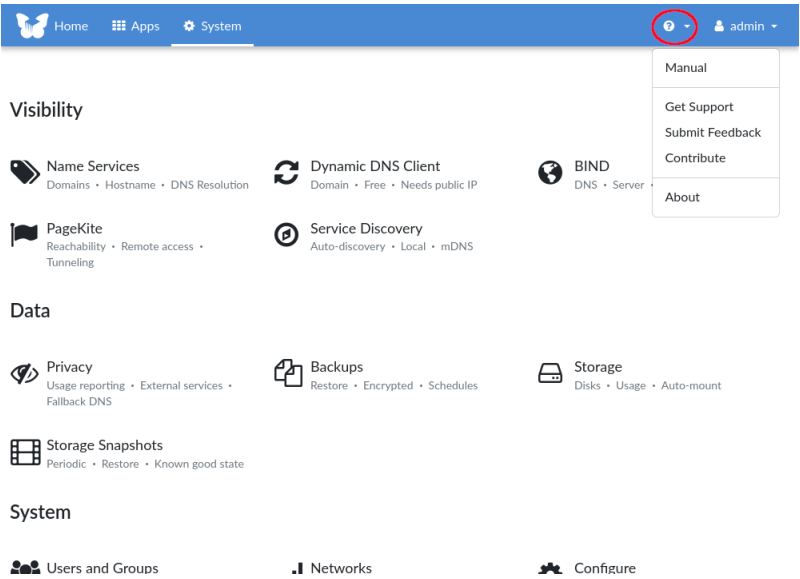 Home Apps System admin
Manual
Get Support
Submit Feedback
Contribute
About
Visibility
Name Services
Domains • Hostname • DNS Resolution
Dynamic DNS Client
Domain • Free • Needs public IP
BIND
DNS • Server •
PageKite
Reachability • Remote access •
Tunneling
Service Discovery
Auto-discovery • Local • mDNS
Data
Privacy
Usage reporting • External services •
Fallback DNS
Backups
Restore • Encrypted • Schedules
Storage
Disks • Usage • Auto-mount
Storage Snapshots
Periodic • Restore • Known good state
System
Users and Groups
Networks
Configure